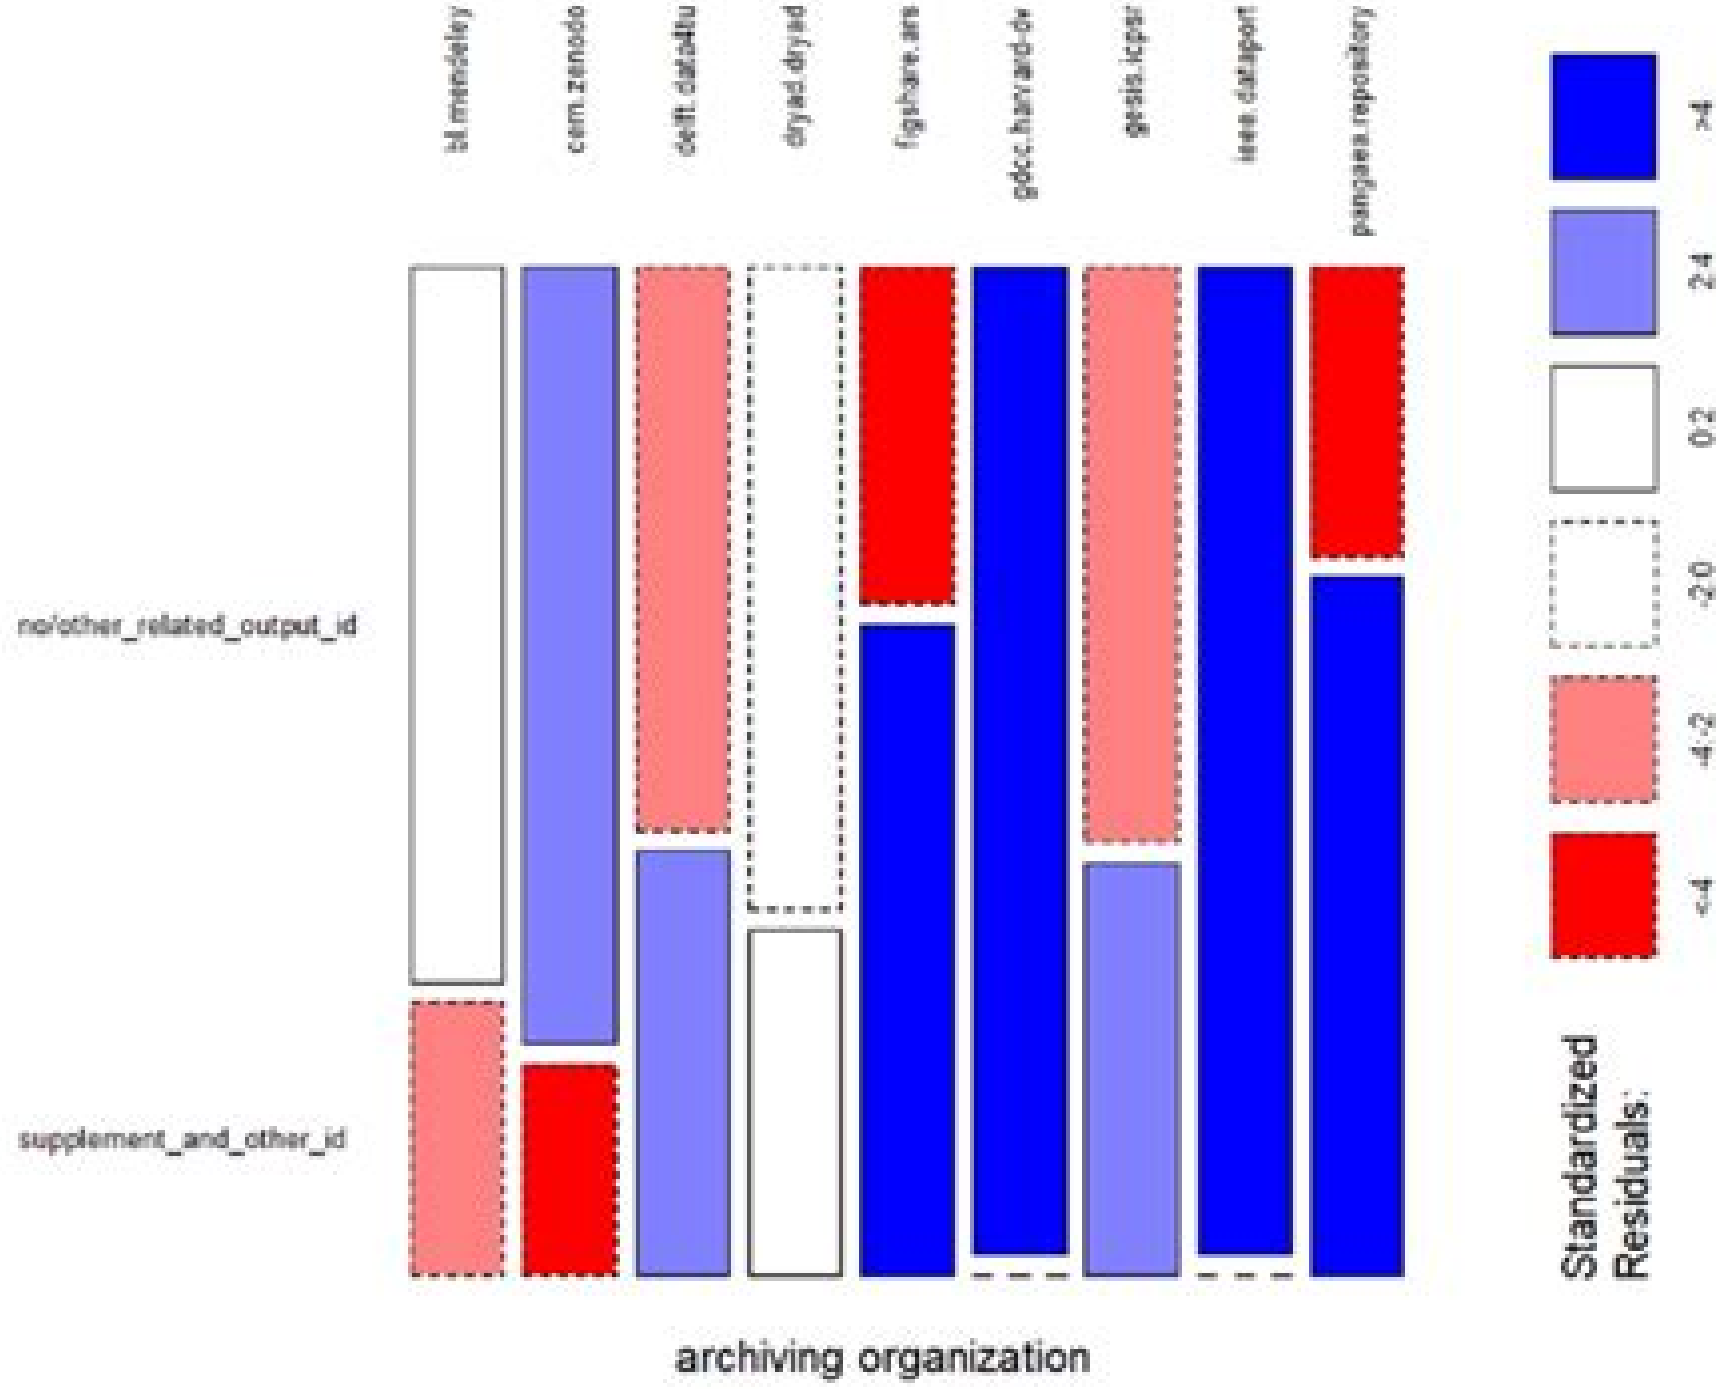 bl.mendeley
cern.zenodo
delft.data4tu
dryad.dryad
figshare.ars
gdcc.harvard-dv
gesis.icpsr
ieee.dataport
pangaea.repository
no/other_related_output_id
supplement_and_other_id
archiving organization
Standardized
Residuals:
<-4
-4:-2
-2:0
0:2
2:4
>4